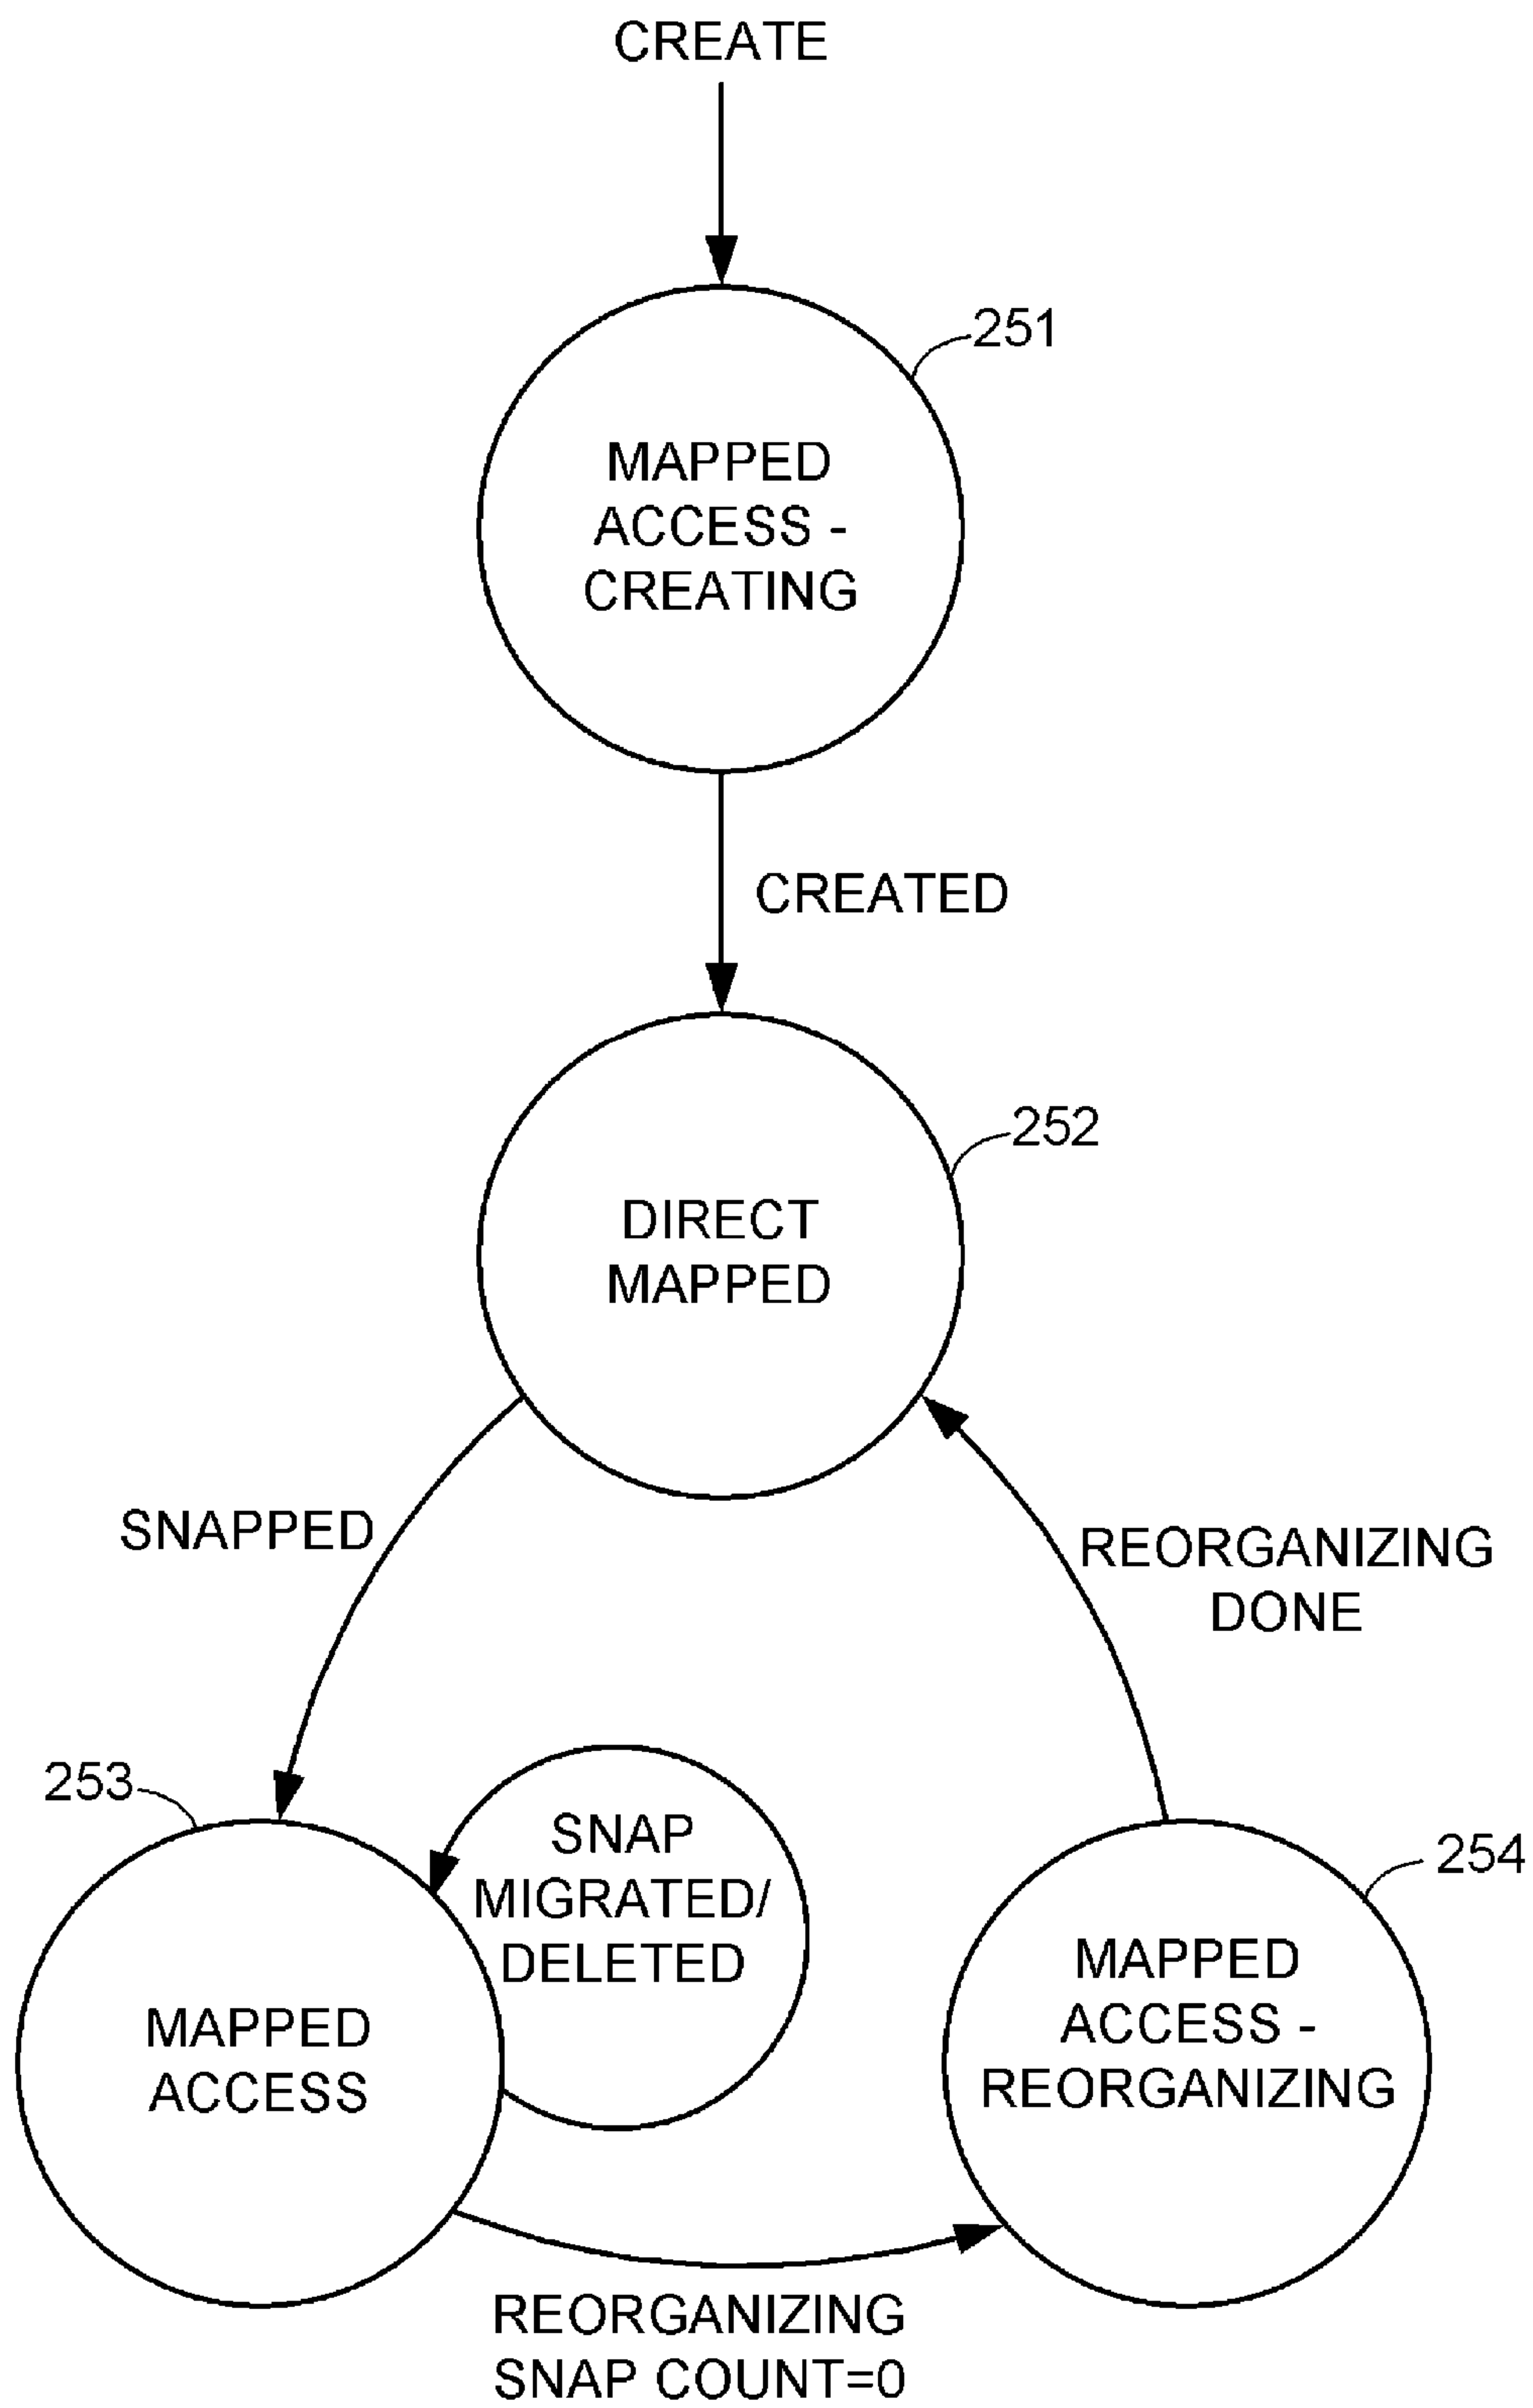 CREATE
251
MAPPED
ACCESS -
CREATING
CREATED
252
DIRECT
MAPPED
SNAPPED
REORGANIZING
DONE
253
SNAP
MIGRATED/
DELETED
254
MAPPED
ACCESS -
REORGANIZING
MAPPED
ACCESS
REORGANIZING
SNAP COUNT=0